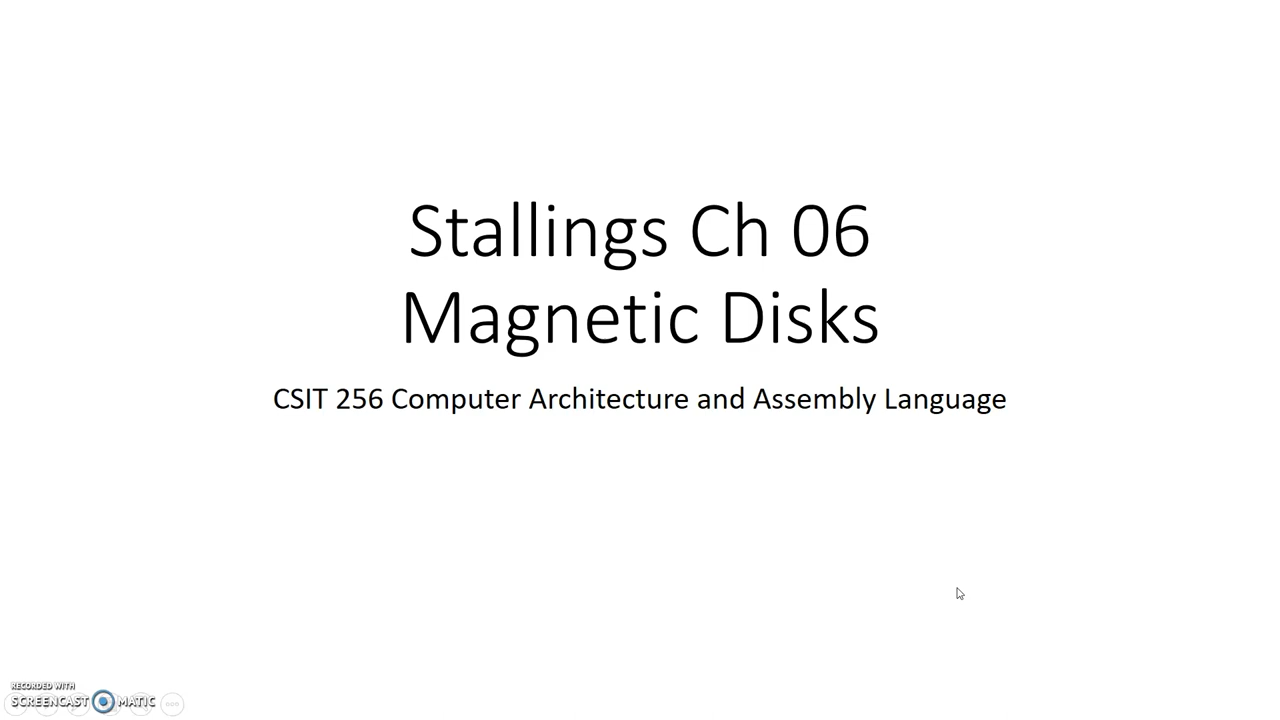 Stallings Ch 06
Magnetic Disks
CSIT 256 Computer Architecture and Assembly Language
RECORDED WITH
SCREENCAST MATIC